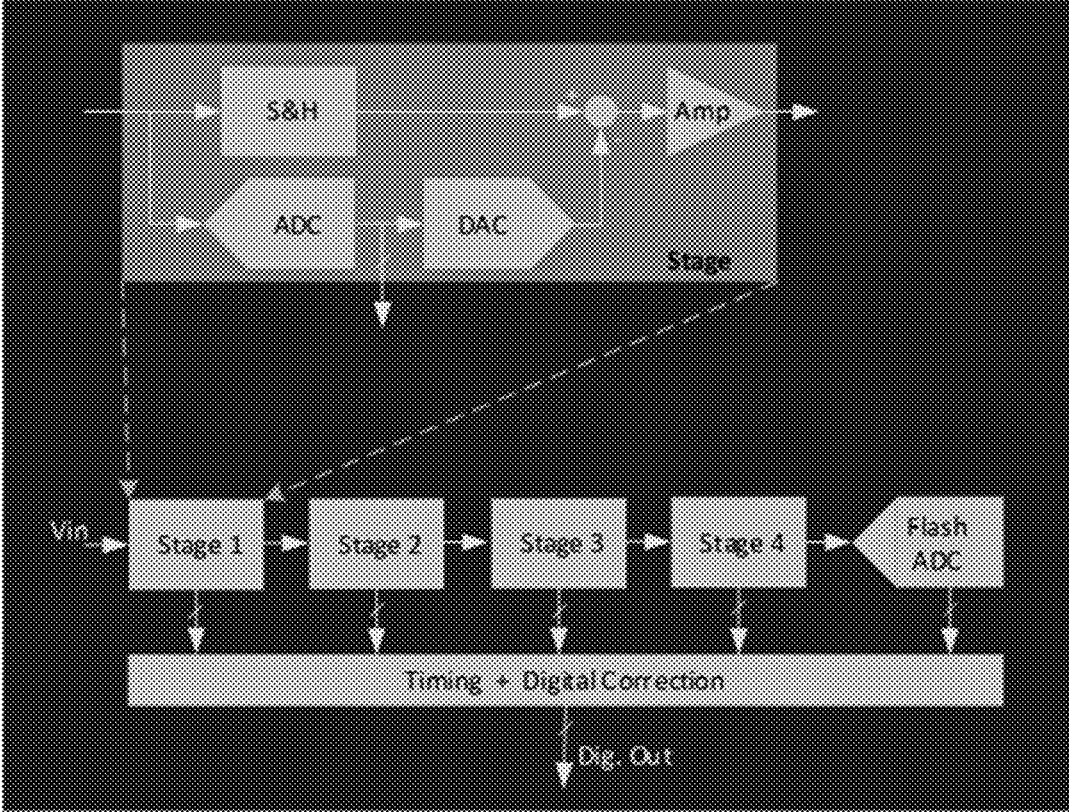 S&H
Amp
ADC
DAC
Stage
Vin
Stage 1
Stage 2
Stage 3
Stage 4
Flash
ADC
Timing + Digital Correction
Dig. Out